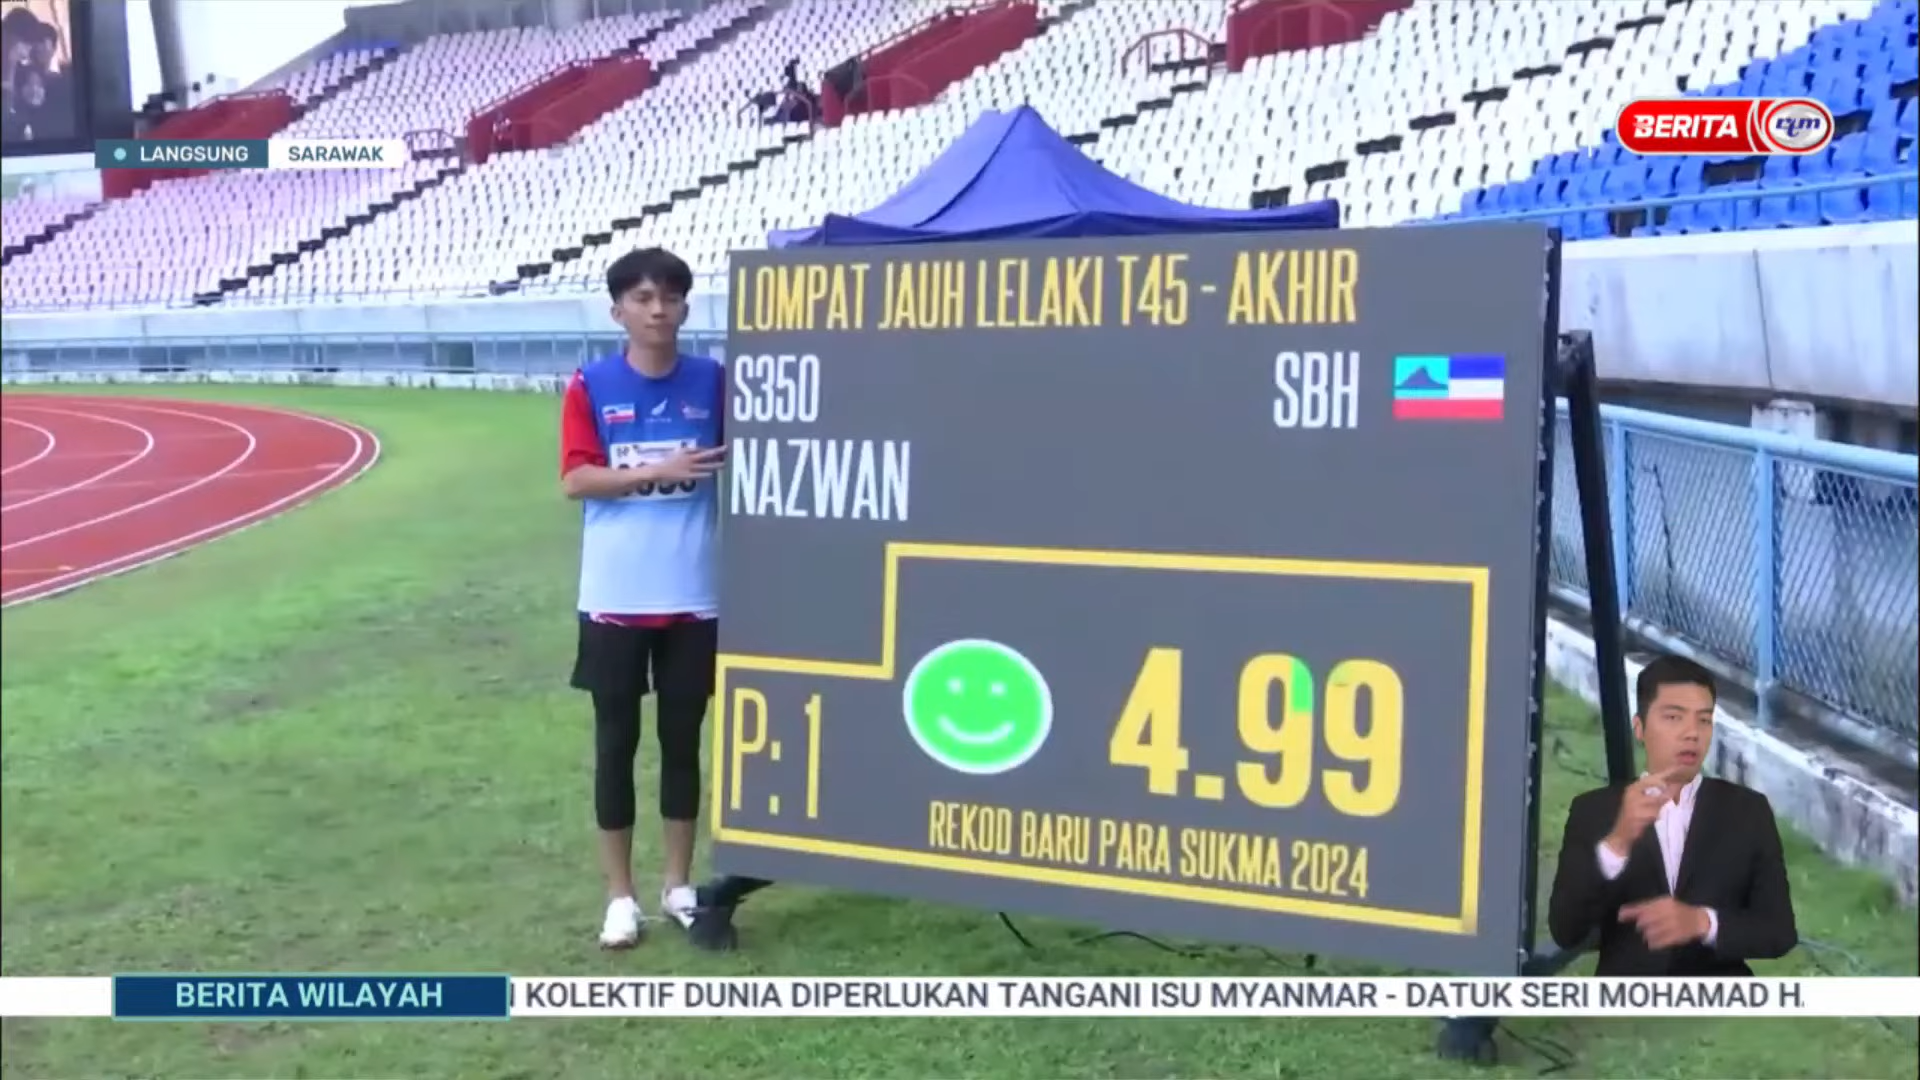 LANGSUNG SARAWAK
BERITA rtm
LOMPAT JAUH LELAKI T45 - AKHIR
S350 SBH
NAZWAN
4.99
P: 1
REKOD BARU PARA SUKMA 2024
BERITA WILAYAH
KOLEKTIF DUNIA DIPERLUKAN TANGANI ISU MYANMAR - DATUK SERI MOHAMAD H